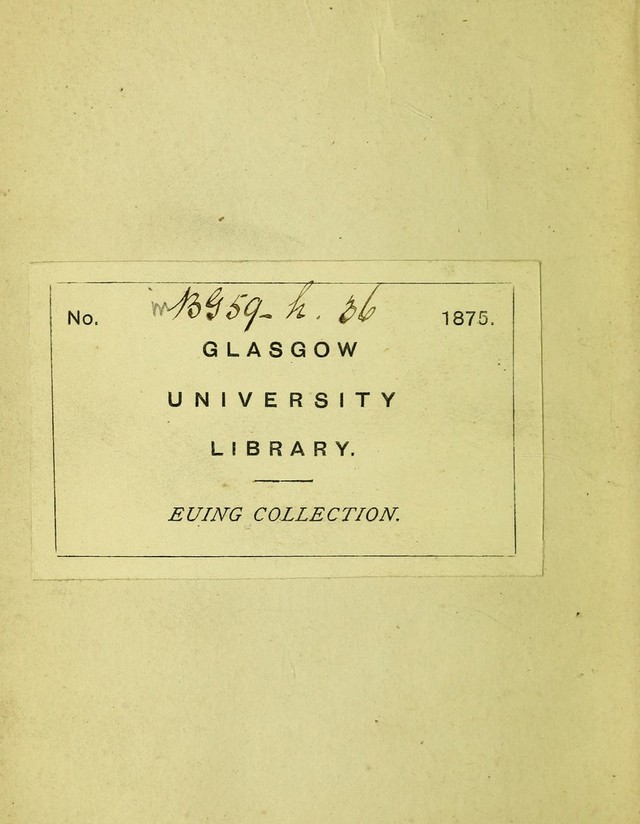 No. m BG59-h. 36 1875.
GLASGOW
UNIVERSITY
LIBRARY.
EUING COLLECTION.